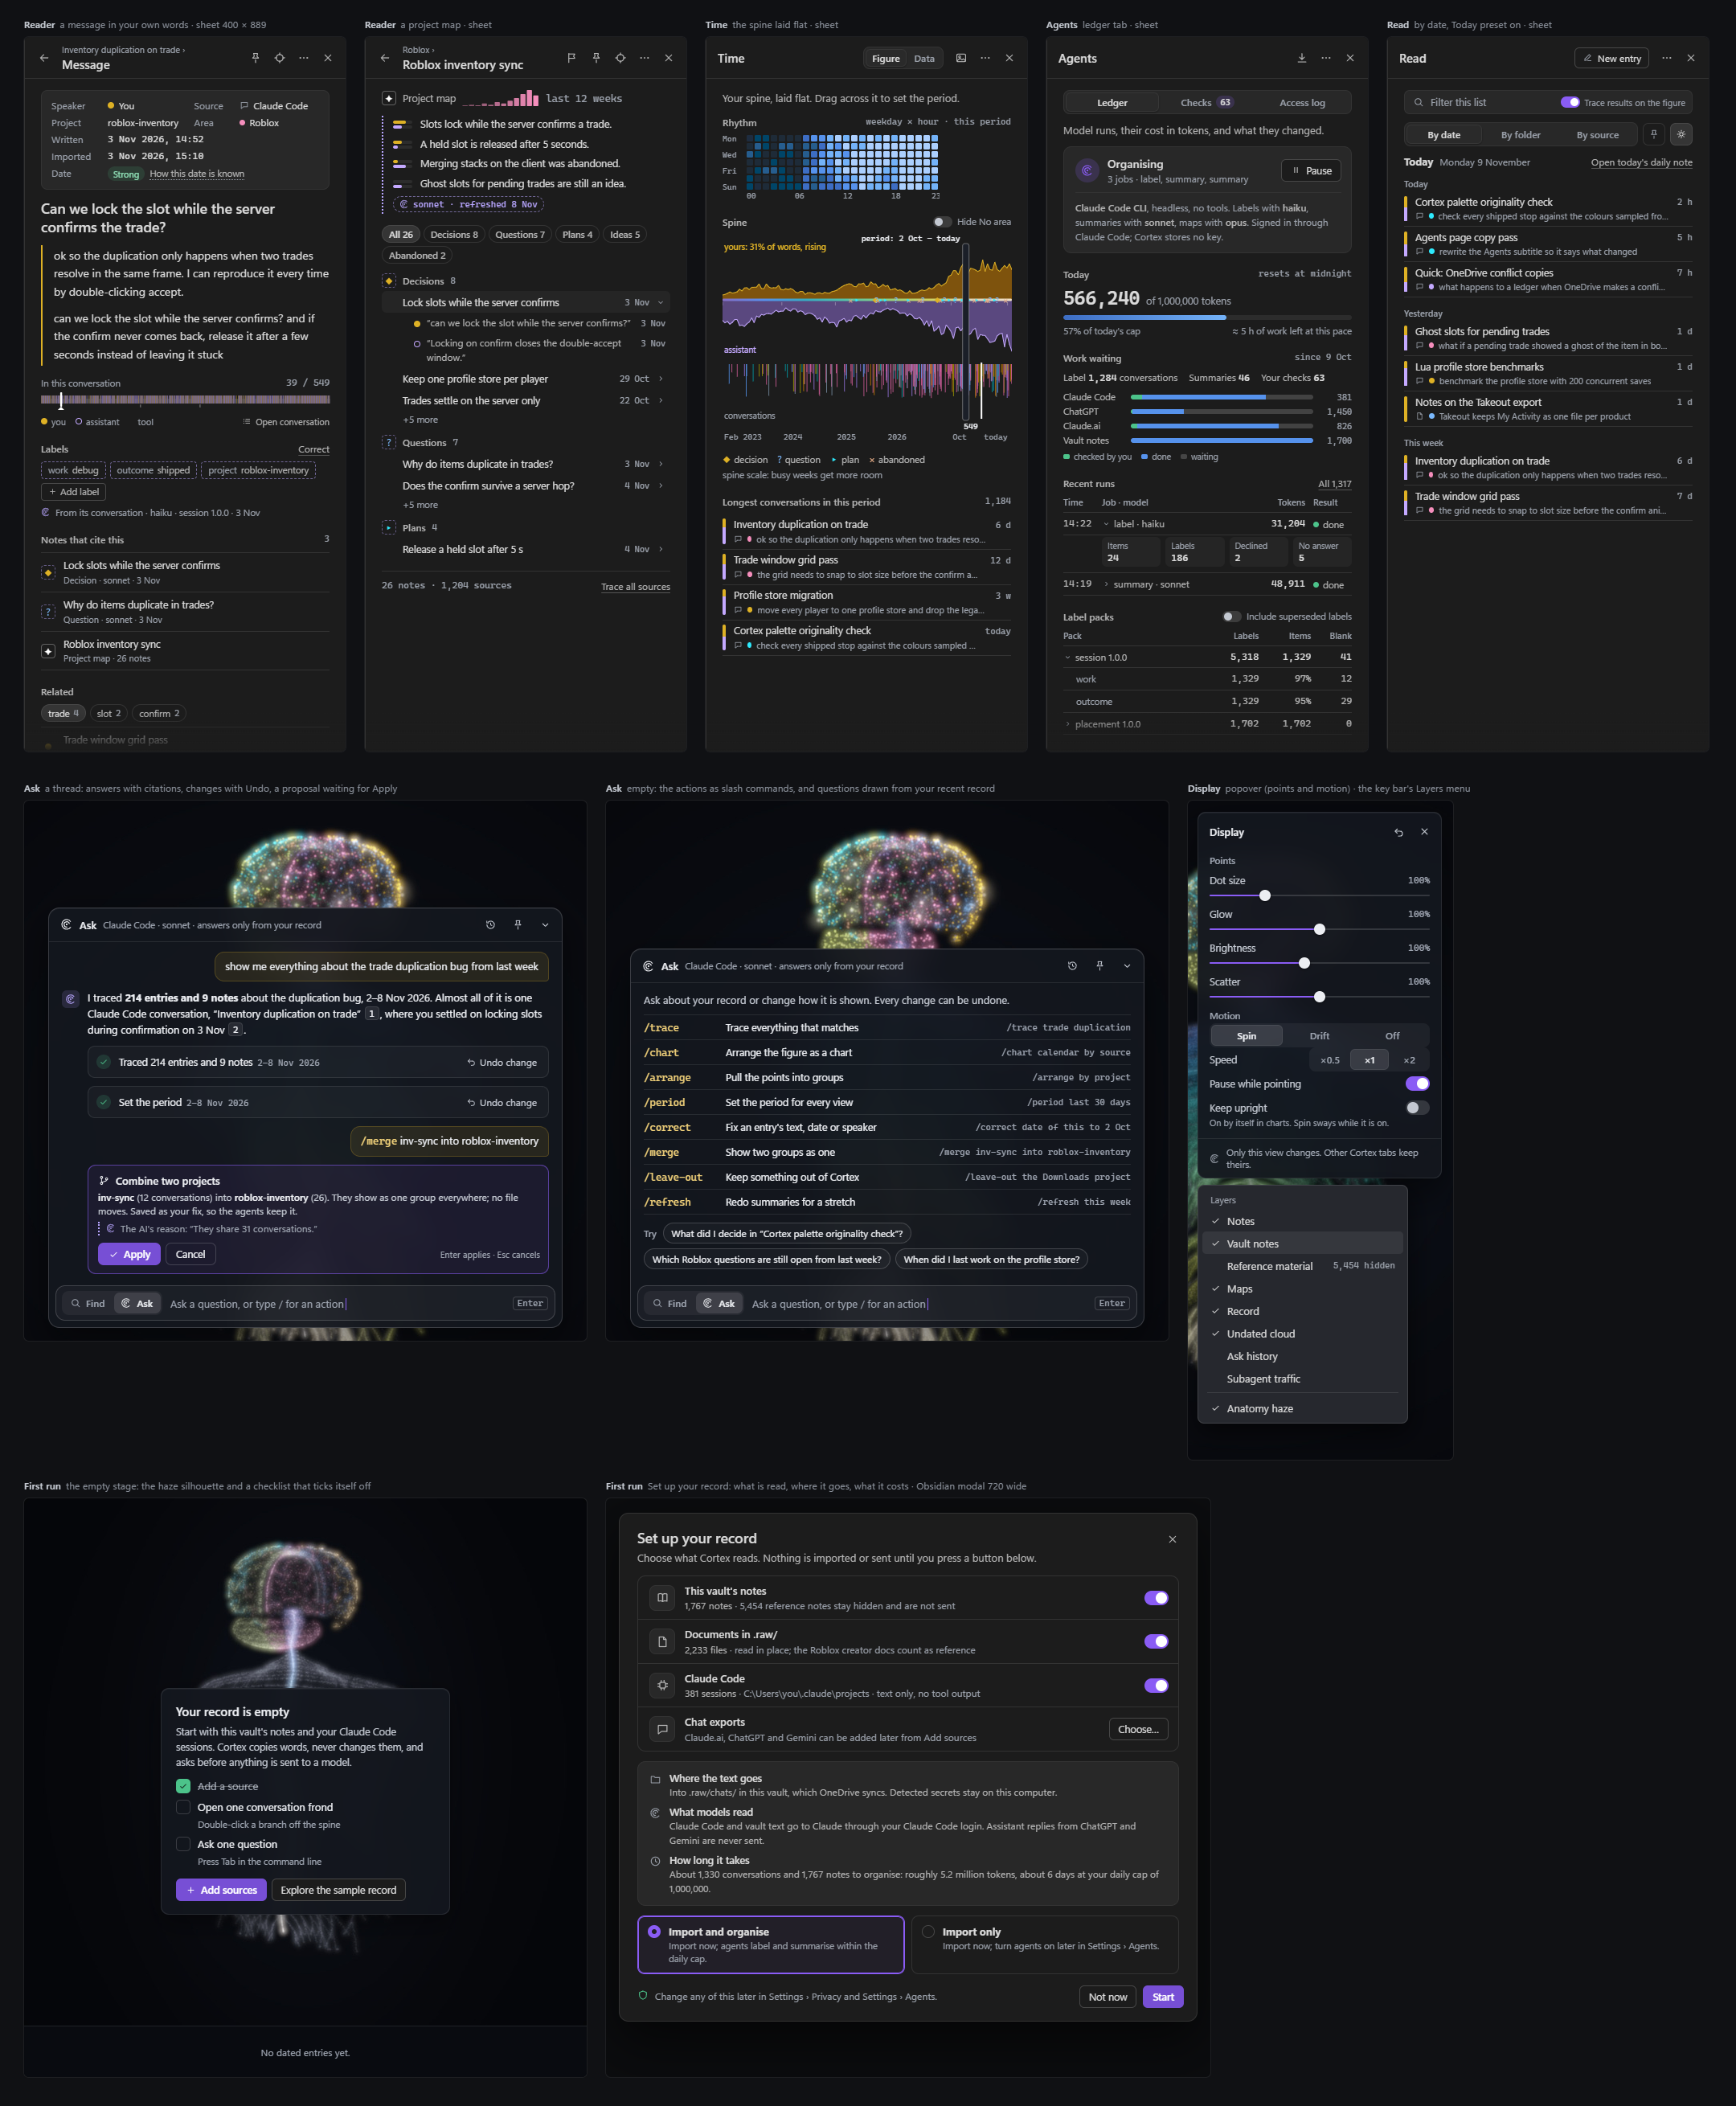 Reader a message in your own words · sheet 400 × 889
Inventory duplication on trade ›
Message
Speaker You Source Claude Code
Project roblox-inventory Area Roblox
Written 3 Nov 2026, 14:52
Imported 3 Nov 2026, 15:10
Date Strong How this date is known
Can we lock the slot while the server
confirms the trade?
ok so the duplication only happens when two trades
resolve in the same frame. I can reproduce it every time
by double-clicking accept.
can we lock the slot while the server confirms? and if
the confirm never comes back, release it after a few
seconds instead of leaving it stuck
In this conversation 39 / 549
you assistant tool Open conversation
Labels Correct
work debug outcome shipped project roblox-inventory
+ Add label
From its conversation · haiku · session 1.0.0 · 3 Nov
Notes that cite this 3
Lock slots while the server confirms
Decision · sonnet · 3 Nov
Why do items duplicate in trades?
Question · sonnet · 3 Nov
Roblox inventory sync
Project map · 26 notes
Related
trade 4 slot 2 confirm 2
Trade window grid pass
Reader a project map · sheet
Roblox ›
Roblox inventory sync
Project map last 12 weeks
Slots lock while the server confirms a trade.
A held slot is released after 5 seconds.
Merging stacks on the client was abandoned.
Ghost slots for pending trades are still an idea.
sonnet · refreshed 8 Nov
All 26 Decisions 8 Questions 7 Plans 4 Ideas 5
Abandoned 2
Decisions 8
Lock slots while the server confirms 3 Nov
"can we lock the slot while the server confirms?" 3 Nov
"Locking on confirm closes the double-accept 3 Nov
window."
Keep one profile store per player 29 Oct ›
Trades settle on the server only 22 Oct ›
+5 more
? Questions 7
Why do items duplicate in trades? 3 Nov ›
Does the confirm survive a server hop? 4 Nov ›
+5 more
Plans 4
Release a held slot after 5 s 4 Nov ›
26 notes · 1,204 sources Trace all sources
Time the spine laid flat · sheet
Time Figure Data
Your spine, laid flat. Drag across it to set the period.
Rhythm weekday × hour · this period
Mon
Wed
Fri
Sun
00 06 12 18 23
Spine Hide No area
period: 2 Oct – today
yours: 31% of words, rising
assistant
conversations
549
Feb 2023 2024 2025 2026 Oct today
decision ? question plan × abandoned
spine scale: busy weeks get more room
Longest conversations in this period 1,184
Inventory duplication on trade 6 d
ok so the duplication only happens when two trades reso...
Trade window grid pass 12 d
the grid needs to snap to slot size before the confirm a...
Profile store migration 3 w
move every player to one profile store and drop the lega...
Cortex palette originality check today
check every shipped stop against the colours sampled ...
Agents ledger tab · sheet
Agents
Ledger Checks 63 Access log
Model runs, their cost in tokens, and what they changed.
Organising
3 jobs · label, summary, summary
Pause
Claude Code CLI, headless, no tools. Labels with haiku,
summaries with sonnet, maps with opus. Signed in through
Claude Code; Cortex stores no key.
Today resets at midnight
566,240 of 1,000,000 tokens
57% of today's cap ≈ 5 h of work left at this pace
Work waiting since 9 Oct
Label 1,284 conversations Summaries 46 Your checks 63
Claude Code 381
ChatGPT 1,450
Claude.ai 826
Vault notes 1,700
checked by you done waiting
Recent runs All 1,317
Time Job · model Tokens Result
14:22 label · haiku 31,204 done
Items Labels Declined No answer
24 186 2 5
14:19 › summary · sonnet 48,911 done
Label packs Include superseded labels
Pack Labels Items Blank
session 1.0.0 5,318 1,329 41
work 1,329 97% 12
outcome 1,329 95% 29
› placement 1.0.0 1,702 1,702 0
Read by date, Today preset on · sheet
Read New entry
Filter this list Trace results on the figure
By date By folder By source
Today Monday 9 November Open today's daily note
Today
Cortex palette originality check 2 h
check every shipped stop against the colours sampled fro...
Agents page copy pass 5 h
rewrite the Agents subtitle so it says what changed
Quick: OneDrive conflict copies 7 h
what happens to a ledger when OneDrive makes a confli...
Yesterday
Ghost slots for pending trades 1 d
what if a pending trade showed a ghost of the item in bo...
Lua profile store benchmarks 1 d
benchmark the profile store with 200 concurrent saves
Notes on the Takeout export 1 d
Takeout keeps My Activity as one file per product
This week
Inventory duplication on trade 6 d
ok so the duplication only happens when two trades reso...
Trade window grid pass 7 d
the grid needs to snap to slot size before the confirm ani...
Ask a thread: answers with citations, changes with Undo, a proposal waiting for Apply
Ask Claude Code · sonnet · answers only from your record
show me everything about the trade duplication bug from last week
I traced 214 entries and 9 notes about the duplication bug, 2–8 Nov 2026. Almost all of it is one
Claude Code conversation, "Inventory duplication on trade" 1, where you settled on locking slots
during confirmation on 3 Nov 2.
Traced 214 entries and 9 notes 2–8 Nov 2026 Undo change
Set the period 2–8 Nov 2026 Undo change
/merge inv-sync into roblox-inventory
Combine two projects
inv-sync (12 conversations) into roblox-inventory (26). They show as one group everywhere; no file
moves. Saved as your fix, so the agents keep it.
The AI's reason: "They share 31 conversations."
Apply Cancel Enter applies · Esc cancels
Find Ask Ask a question, or type / for an action Enter
Ask empty: the actions as slash commands, and questions drawn from your recent record
Ask Claude Code · sonnet · answers only from your record
Ask about your record or change how it is shown. Every change can be undone.
/trace Trace everything that matches /trace trade duplication
/chart Arrange the figure as a chart /chart calendar by source
/arrange Pull the points into groups /arrange by project
/period Set the period for every view /period last 30 days
/correct Fix an entry's text, date or speaker /correct date of this to 2 Oct
/merge Show two groups as one /merge inv-sync into roblox-inventory
/leave-out Keep something out of Cortex /leave-out the Downloads project
/refresh Redo summaries for a stretch /refresh this week
Try What did I decide in "Cortex palette originality check"?
Which Roblox questions are still open from last week? When did I last work on the profile store?
Find Ask Ask a question, or type / for an action Enter
Display popover (points and motion) · the key bar's Layers menu
Display
Points
Dot size 100%
Glow 100%
Brightness 100%
Scatter 100%
Motion
Spin Drift Off
Speed ×0.5 ×1 ×2
Pause while pointing
Keep upright
On by itself in charts. Spin sways while it is on.
Only this view changes. Other Cortex tabs keep
theirs.
Layers
Notes
Vault notes
Reference material 5,454 hidden
Maps
Record
Undated cloud
Ask history
Subagent traffic
Anatomy haze
First run the empty stage: the haze silhouette and a checklist that ticks itself off
Your record is empty
Start with this vault's notes and your Claude Code
sessions. Cortex copies words, never changes them, and
asks before anything is sent to a model.
Add a source
Open one conversation frond
Double-click a branch off the spine
Ask one question
Press Tab in the command line
+ Add sources Explore the sample record
No dated entries yet.
First run Set up your record: what is read, where it goes, what it costs · Obsidian modal 720 wide
Set up your record
Choose what Cortex reads. Nothing is imported or sent until you press a button below.
This vault's notes
1,767 notes · 5,454 reference notes stay hidden and are not sent
Documents in .raw/
2,233 files · read in place; the Roblox creator docs count as reference
Claude Code
381 sessions · C:\Users\you\.claude\projects · text only, no tool output
Chat exports
Claude.ai, ChatGPT and Gemini can be added later from Add sources
Choose...
Where the text goes
Into .raw/chats/ in this vault, which OneDrive syncs. Detected secrets stay on this computer.
What models read
Claude Code and vault text go to Claude through your Claude Code login. Assistant replies from ChatGPT and
Gemini are never sent.
How long it takes
About 1,330 conversations and 1,767 notes to organise: roughly 5.2 million tokens, about 6 days at your daily cap of
1,000,000.
Import and organise
Import now; agents label and summarise within the
daily cap.
Import only
Import now; turn agents on later in Settings › Agents.
Change any of this later in Settings › Privacy and Settings › Agents.
Not now Start